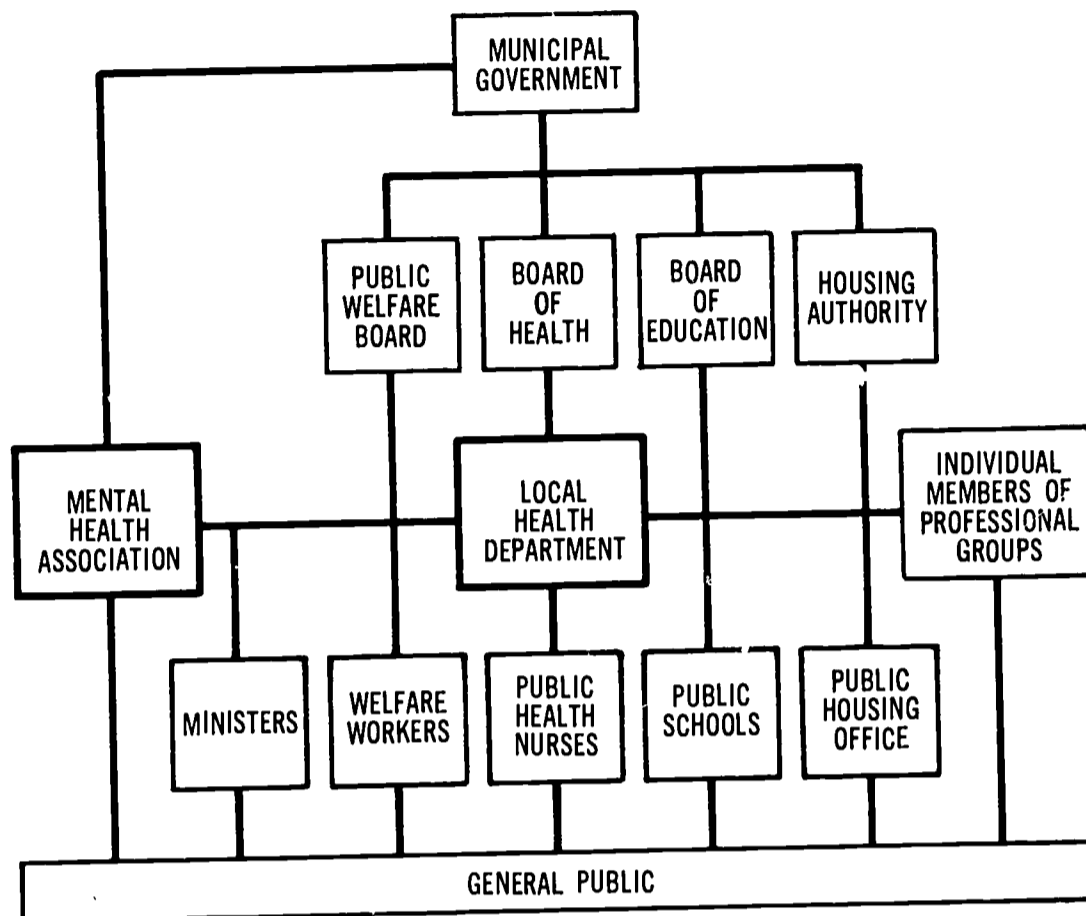 MUNICIPAL
GOVERNMENT
PUBLIC
WELFARE
BOARD
BOARD
OF
HEALTH
BOARD
OF
EDUCATION
HOUSING
AUTHORITY
MENTAL
HEALTH
ASSOCIATION
LOCAL
HEALTH
DEPARTMENT
INDIVIDUAL
MEMBERS OF
PROFESSIONAL
GROUPS
MINISTERS
WELFARE
WORKERS
PUBLIC
HEALTH
NURSES
PUBLIC
SCHOOLS
PUBLIC
HOUSING
OFFICE
GENERAL PUBLIC